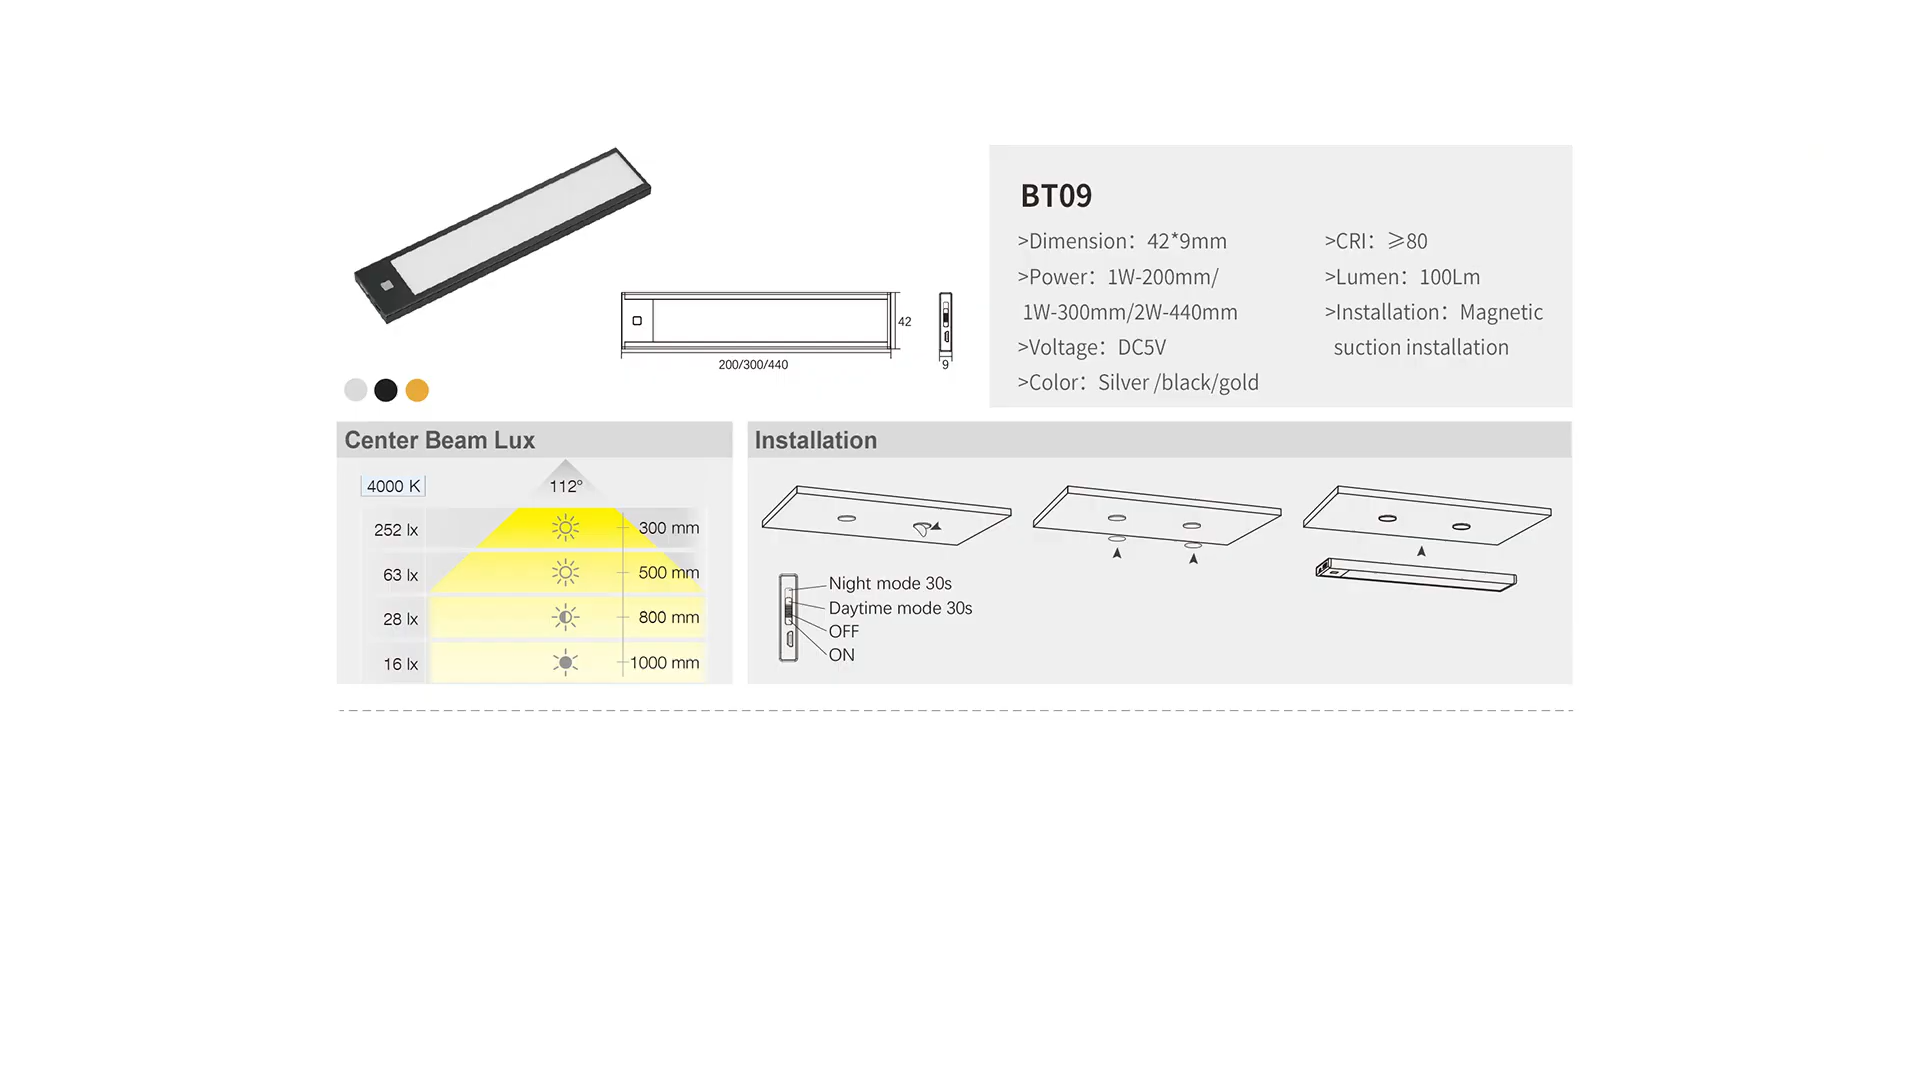 BT09
>Dimension：42*9mm
>Power：1W-200mm/
1W-300mm/2W-440mm
>Voltage：DC5V
>Color：Silver /black/gold
>CRI：≥80
>Lumen：100Lm
>Installation：Magnetic
suction installation
42
200/300/440
9
Center Beam Lux
4000 K
112°
252 lx
300 mm
63 lx
500 mm
28 lx
800 mm
16 lx
1000 mm
Installation
Night mode 30s
Daytime mode 30s
OFF
ON